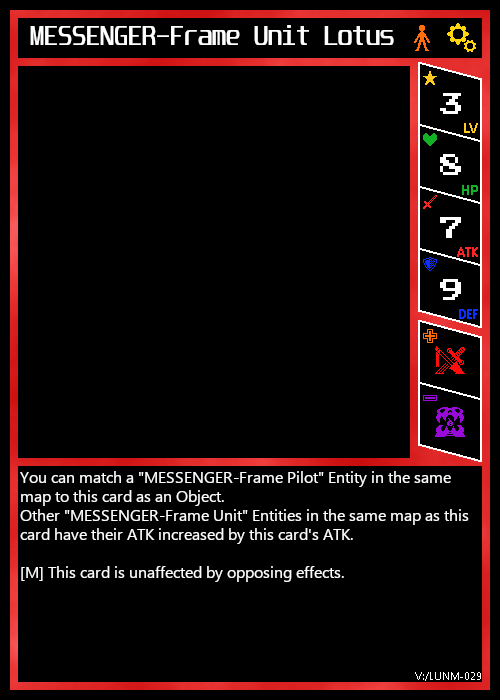 MESSENGER-Frame Unit Lotus
3
LV
8
HP
7
ATK
9
DEF
You can match a "MESSENGER-Frame Pilot" Entity in the same
map to this card as an Object.
Other "MESSENGER-Frame Unit" Entities in the same map as this
card have their ATK increased by this card's ATK.
[M] This card is unaffected by opposing effects.
V:/LUNM-029